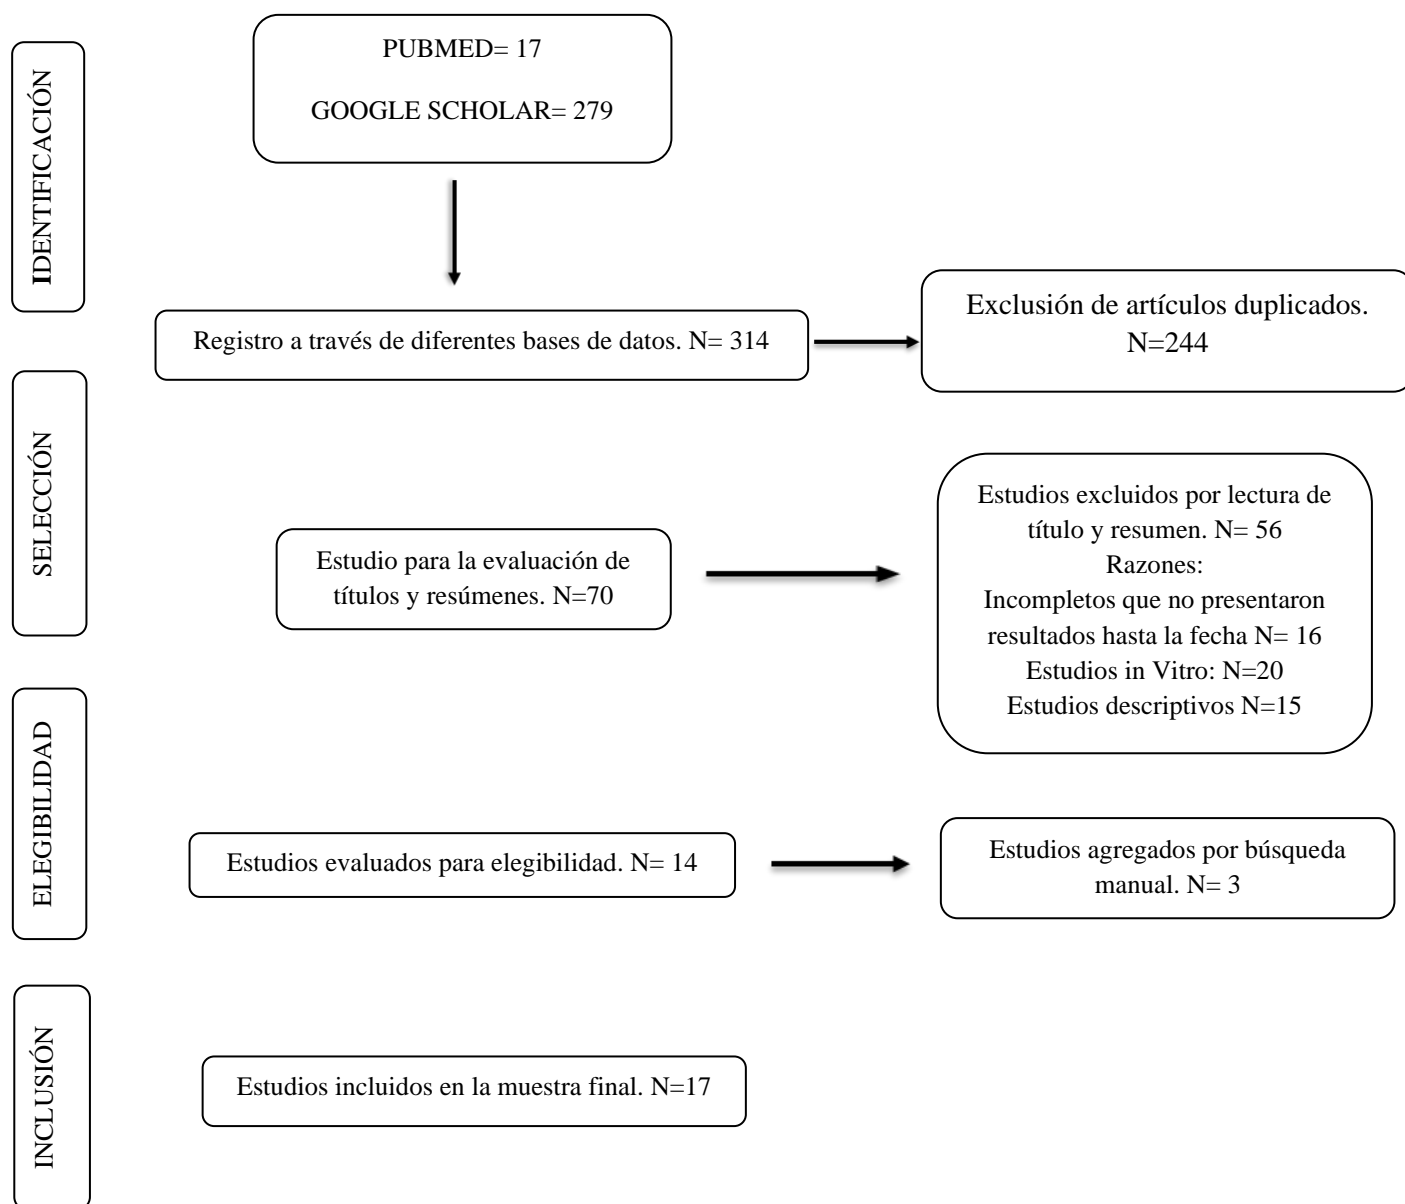 IDENTIFICACIÓN
PUBMED= 17
GOOGLE SCHOLAR= 279
Registro a través de diferentes bases de datos. N= 314
Exclusión de artículos duplicados.
N=244
SELECCIÓN
Estudio para la evaluación de
títulos y resúmenes. N=70
Estudios excluidos por lectura de
título y resumen. N= 56
Razones:
Incompletos que no presentaron
resultados hasta la fecha N= 16
Estudios in Vitro: N=20
Estudios descriptivos N=15
ELEGIBILIDAD
Estudios evaluados para elegibilidad. N= 14
Estudios agregados por búsqueda
manual. N= 3
INCLUSIÓN
Estudios incluidos en la muestra final. N=17